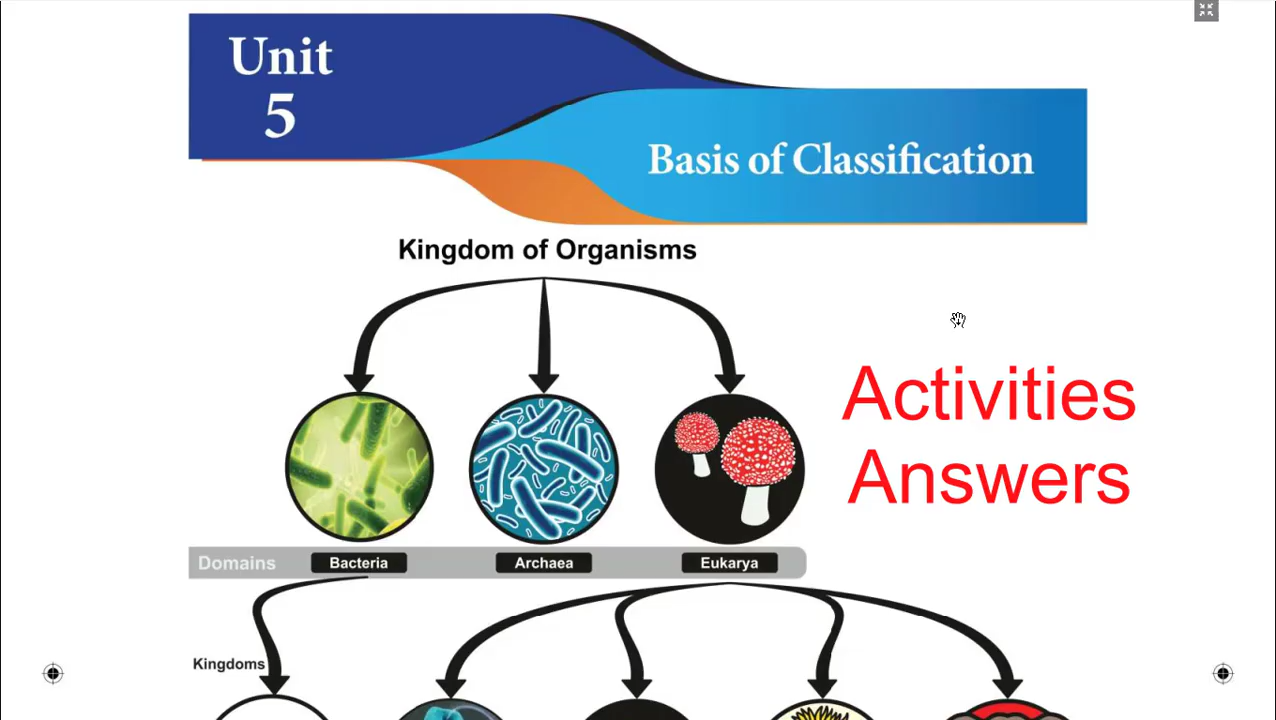 Unit
5
Basis of Classification
Kingdom of Organisms
Activities
Answers
Domains
Bacteria
Archaea
Eukarya
Kingdoms